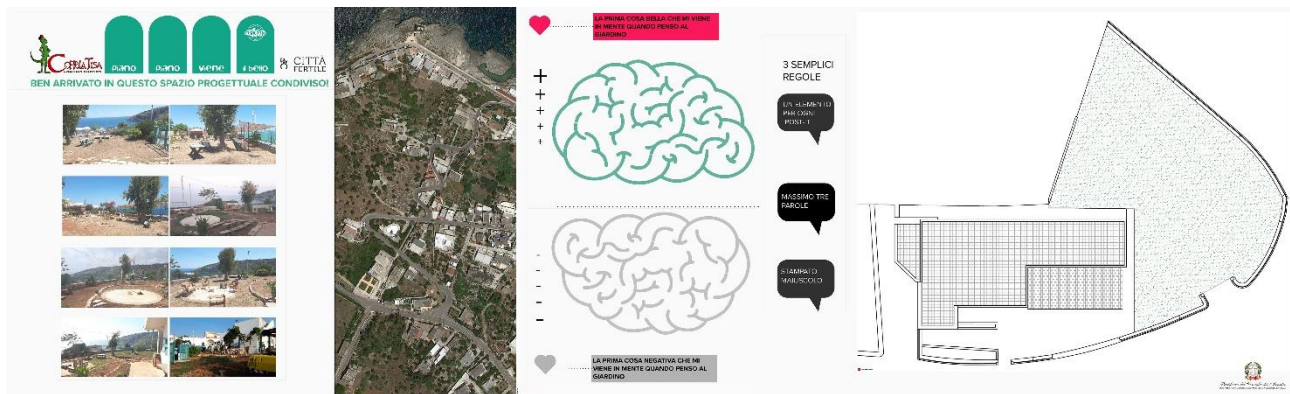 COPPULA TISA
PIANO
PIANO
VIENE
IL BELLO
CITTÀ
FERTILE
BEN ARRIVATO IN QUESTO SPAZIO PROGETTUALE CONDIVISO!
LA PRIMA COSA BELLA CHE MI VIENE
IN MENTE QUANDO PENSO AL
GIARDINO
3 SEMPLICI
REGOLE
UN ELEMENTO
PER OGNI
POST-IT
MASSIMO TRE
PAROLE
STAMPATO
MAIUSCOLO
LA PRIMA COSA NEGATIVA CHE MI
VIENE IN MENTE QUANDO PENSO AL
GIARDINO